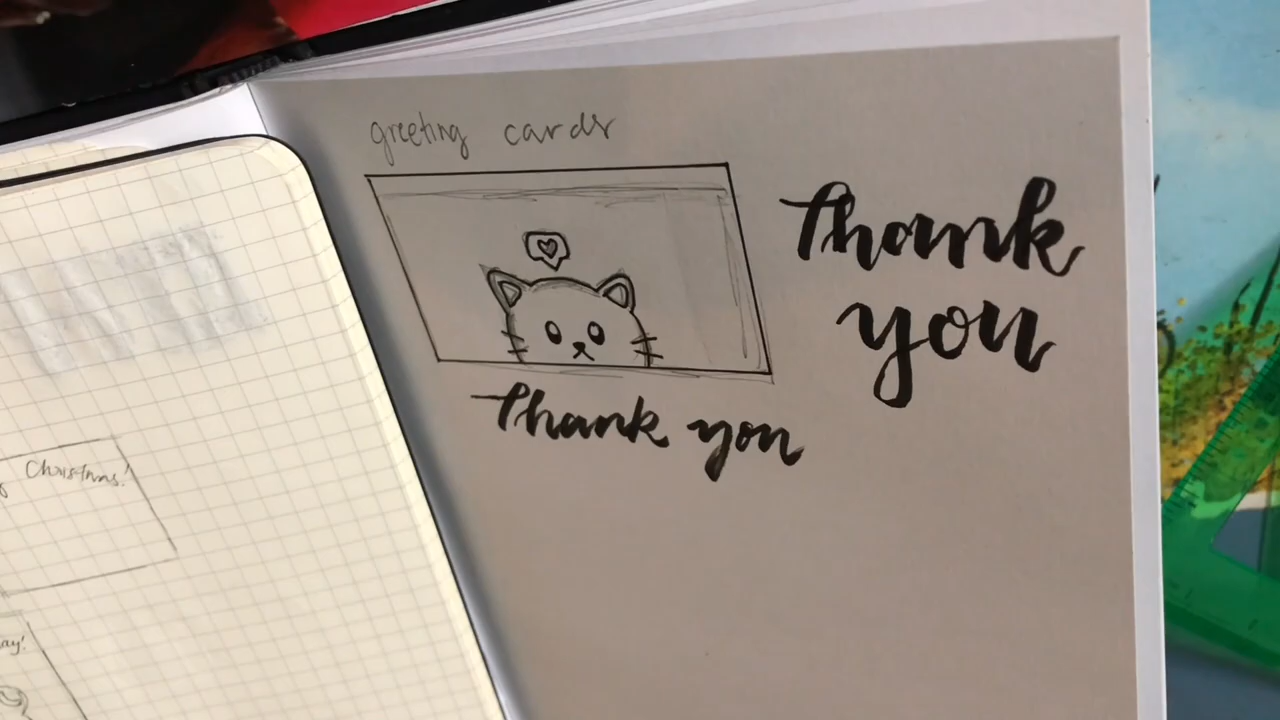 greeting cards
Thank
you
Thank you
Christmas!